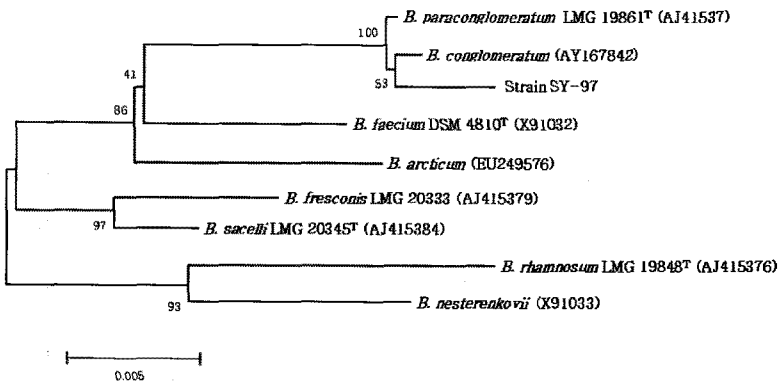 B. paraconglomeratum LMG 19861T (AJ41537)
100
B. conglomeratum (AY167842)
53
Strain SY-97
41
86
B. faecium DSM 4810T (X91032)
B. arcticum (EU249576)
B. fresconis LMG 20333 (AJ415379)
97
B. sacelli LMG 20345T (AJ415384)
B. rhamnosum LMG 19848T (AJ415376)
93
B. nesterenkovii (X91033)
0.005